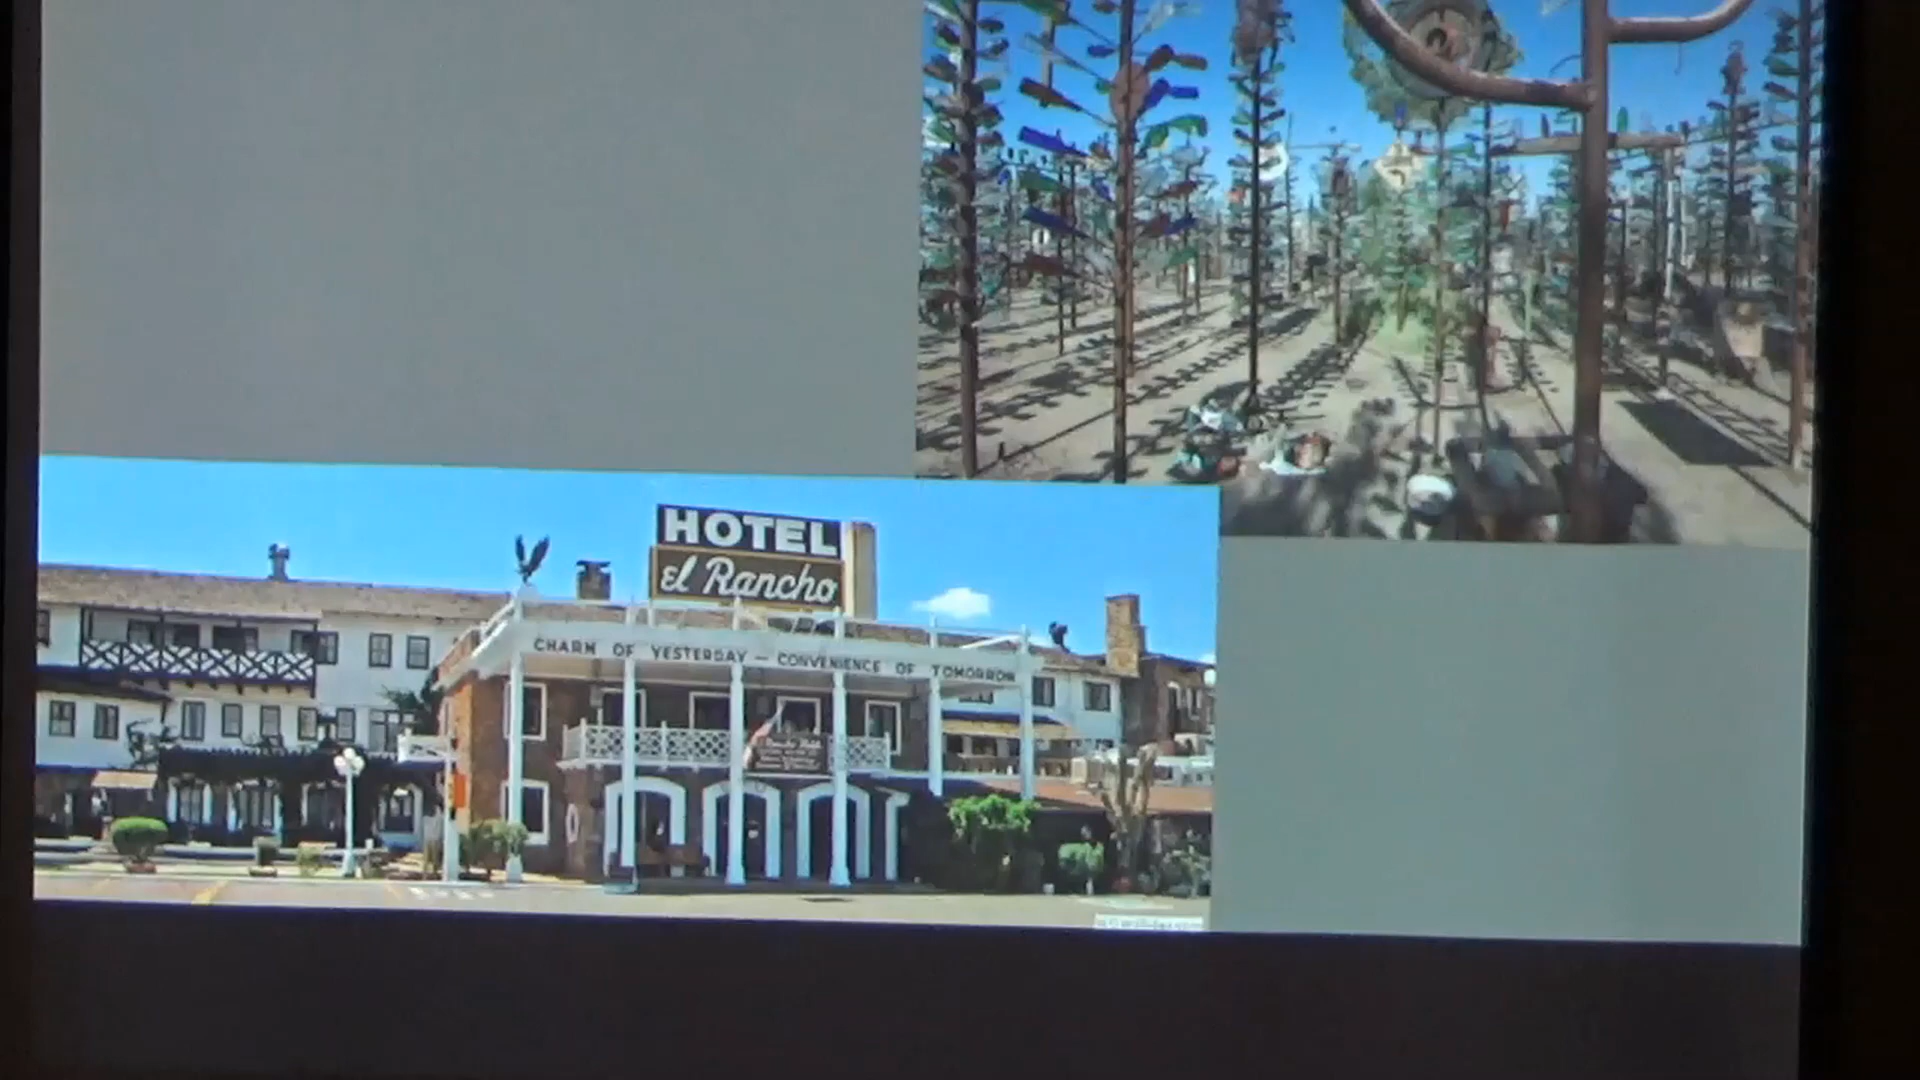 HOTEL
el Rancho
CHARM OF YESTERDAY — CONVENIENCE OF TOMORROW